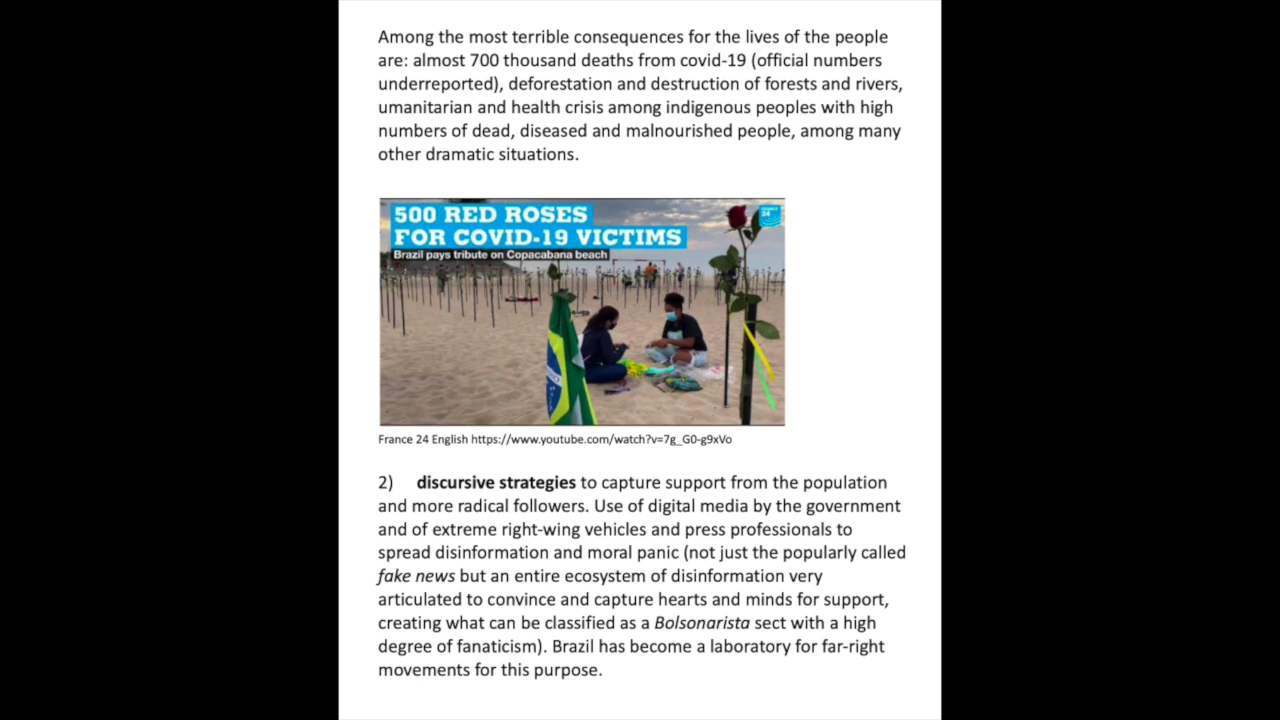 Among the most terrible consequences for the lives of the people
are: almost 700 thousand deaths from covid-19 (official numbers
underreported), deforestation and destruction of forests and rivers,
umanitarian and health crisis among indigenous peoples with high
numbers of dead, diseased and malnourished people, among many
other dramatic situations.
500 RED ROSES
FOR COVID-19 VICTIMS
Brazil pays tribute on Copacabana beach
FRANCE
24
France 24 English https://www.youtube.com/watch?v=7g_G0-g9xVo
2) discursive strategies to capture support from the population
and more radical followers. Use of digital media by the government
and of extreme right-wing vehicles and press professionals to
spread disinformation and moral panic (not just the popularly called
fake news but an entire ecosystem of disinformation very
articulated to convince and capture hearts and minds for support,
creating what can be classified as a Bolsonarista sect with a high
degree of fanaticism). Brazil has become a laboratory for far-right
movements for this purpose.